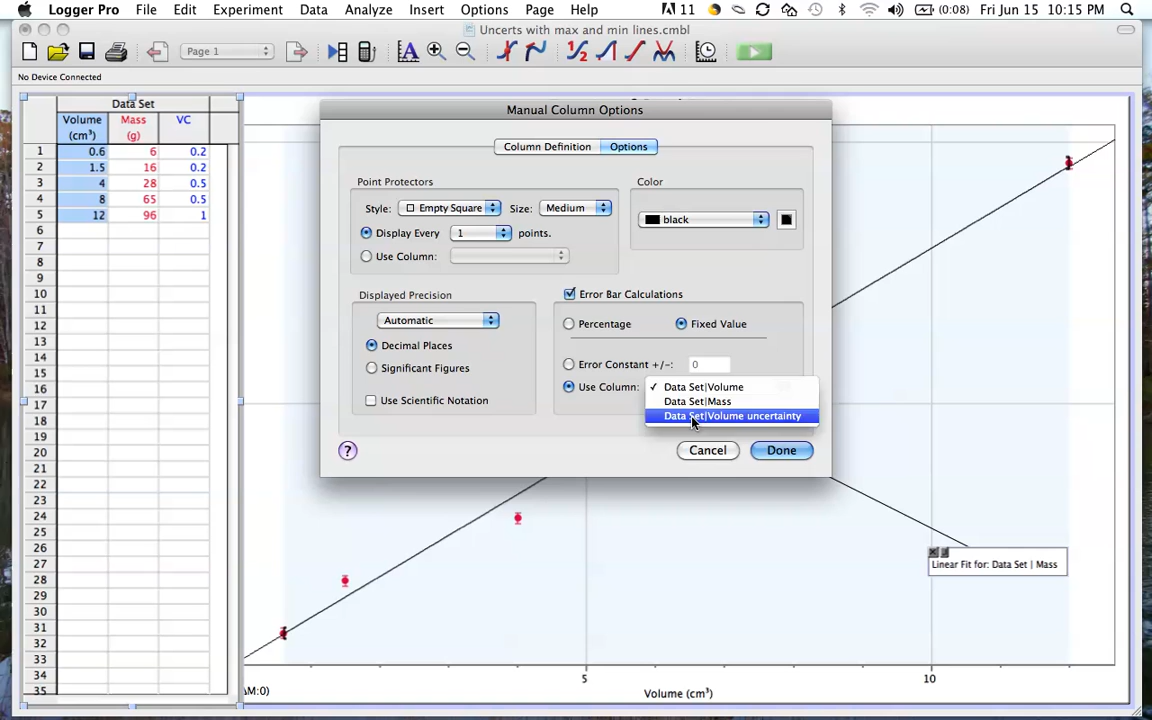 Logger Pro File Edit Experiment Data Analyze Insert Options Page Help 11 (0:08) Fri Jun 15 10:15 PM
Uncerts with max and min lines.cmbl
Page 1
No Device Connected
Data Set
Volume Mass VC
(cm³) (g)
1 0.6 6 0.2
2 1.5 16 0.2
3 4 28 0.5
4 8 65 0.5
5 12 96 1
6
7
8
9
10
11
12
13
14
15
16
17
18
19
20
21
22
23
24
25
26
27
28
29
30
31
32
33
34
35
Manual Column Options
Column Definition Options
Point Protectors
Style: Empty Square Size: Medium
Display Every 1 points.
Use Column:
Color
black
Displayed Precision
Automatic
Decimal Places
Significant Figures
Use Scientific Notation
Error Bar Calculations
Percentage Fixed Value
Error Constant +/-: 0
Use Column: ✓ Data Set|Volume
Data Set|Mass
Data Set|Volume uncertainty
? Cancel Done
Linear Fit for: Data Set | Mass
5 10
AM:0) Volume (cm³)